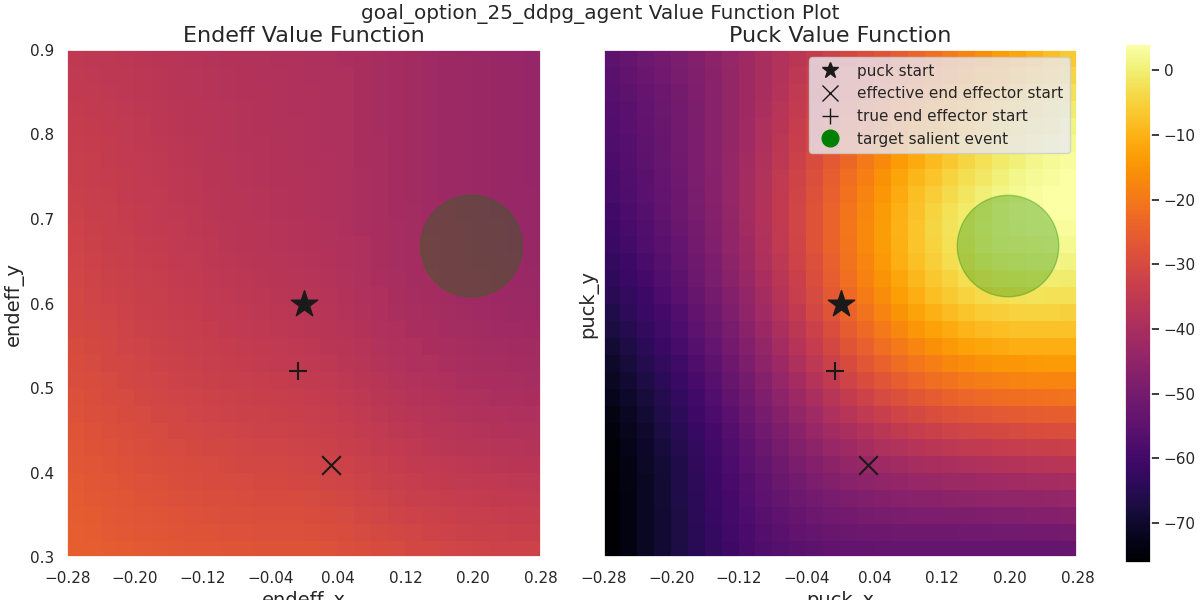 goal_option_25_ddpg_agent Value Function Plot
Endeff Value Function
Puck Value Function
0.9
0.8
0.7
0.6
0.5
0.4
0.3
endeff_y
−0.28 −0.20 −0.12 −0.04 0.04 0.12 0.20 0.28
endeff_x
puck_y
puck start
effective end effector start
true end effector start
target salient event
−0.28 −0.20 −0.12 −0.04 0.04 0.12 0.20 0.28
puck_x
0
−10
−20
−30
−40
−50
−60
−70